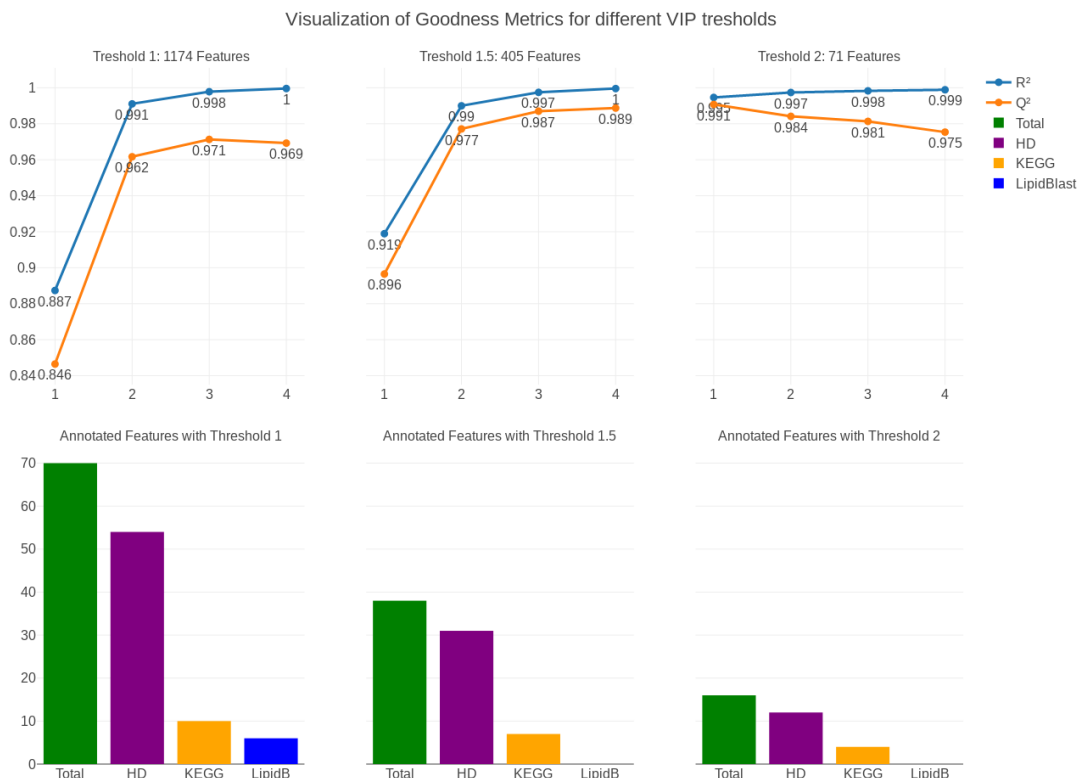 Visualization of Goodness Metrics for different VIP tresholds
Treshold 1: 1174 Features
Treshold 1.5: 405 Features
Treshold 2: 71 Features
1
0.98
0.96
0.94
0.92
0.9
0.88
0.86
0.84
0.887
0.991
0.998
1
0.846
0.962
0.971
0.969
1 2 3 4
0.919
0.99
0.997
1
0.896
0.977
0.987
0.989
1 2 3 4
0.995
0.997
0.998
0.999
0.991
0.984
0.981
0.975
1 2 3 4
R²
Q²
Total
HD
KEGG
LipidBlast
Annotated Features with Threshold 1
Annotated Features with Threshold 1.5
Annotated Features with Threshold 2
70
60
50
40
30
20
10
0
Total HD KEGG LipidB
Total HD KEGG LipidB
Total HD KEGG LipidB